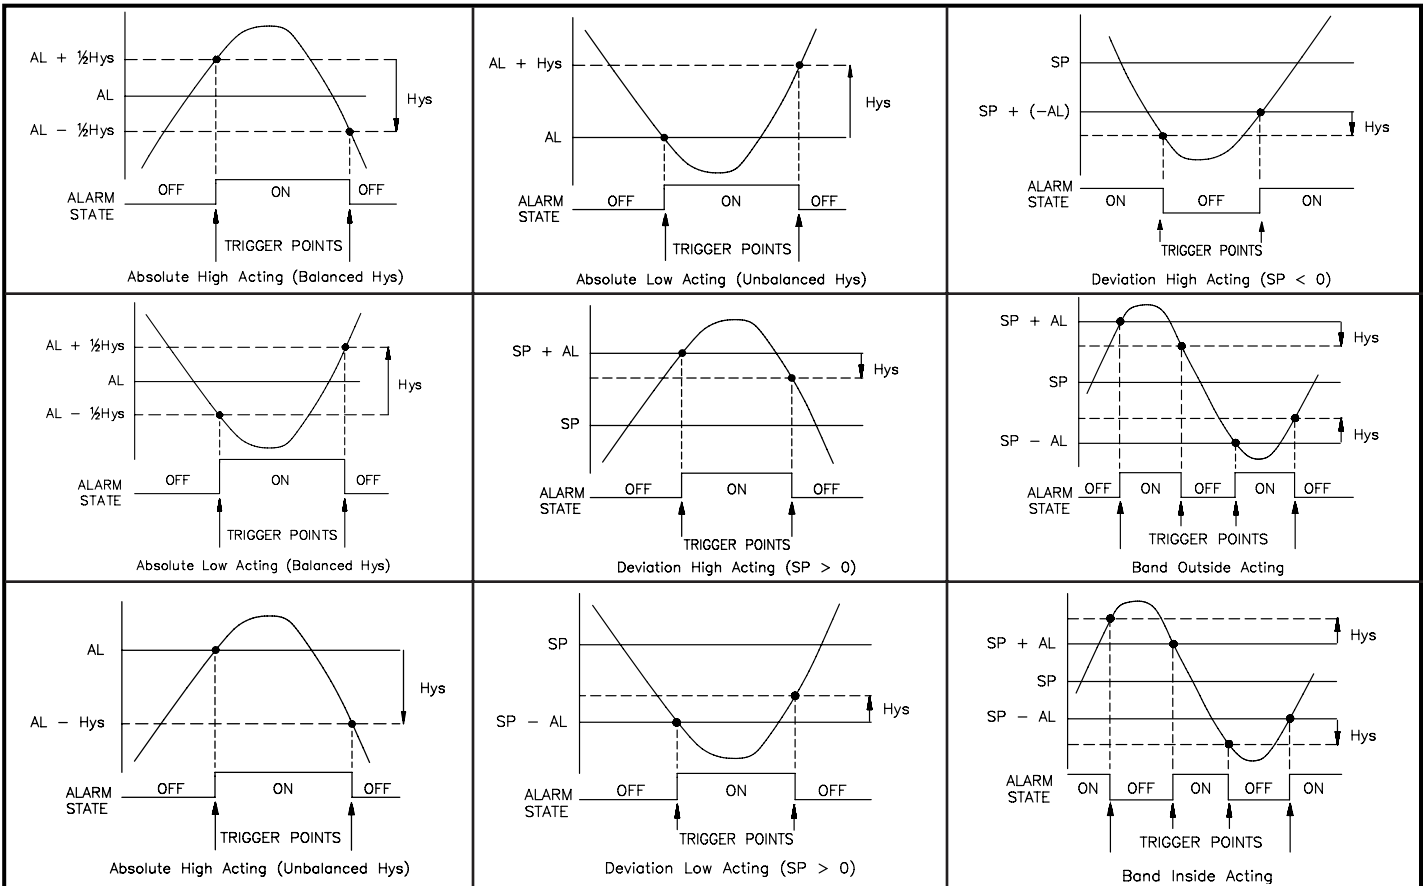 AL + ½Hys
AL
AL - ½Hys
Hys
OFF
ON
OFF
ALARM
STATE
TRIGGER POINTS
Absolute High Acting (Balanced Hys)
AL + Hys
AL
Hys
OFF
ON
OFF
ALARM
STATE
TRIGGER POINTS
Absolute Low Acting (Unbalanced Hys)
SP
SP + (-AL)
Hys
ALARM
STATE
ON
OFF
ON
TRIGGER POINTS
Deviation High Acting (SP < 0)
AL + ½Hys
AL
AL - ½Hys
Hys
OFF
ON
OFF
ALARM
STATE
TRIGGER POINTS
Absolute Low Acting (Balanced Hys)
SP + AL
Hys
SP
OFF
ON
OFF
ALARM
STATE
TRIGGER POINTS
Deviation High Acting (SP > 0)
SP + AL
Hys
SP
Hys
SP - AL
OFF
ON
OFF
ON
OFF
ALARM
STATE
TRIGGER POINTS
Band Outside Acting
AL
Hys
AL - Hys
OFF
ON
OFF
ALARM
STATE
TRIGGER POINTS
Absolute High Acting (Unbalanced Hys)
SP
Hys
SP - AL
OFF
ON
OFF
ALARM
STATE
TRIGGER POINTS
Deviation Low Acting (SP > 0)
Hys
SP + AL
SP
SP - AL
Hys
ALARM
STATE
ON
OFF
ON
OFF
ON
TRIGGER POINTS
Band Inside Acting